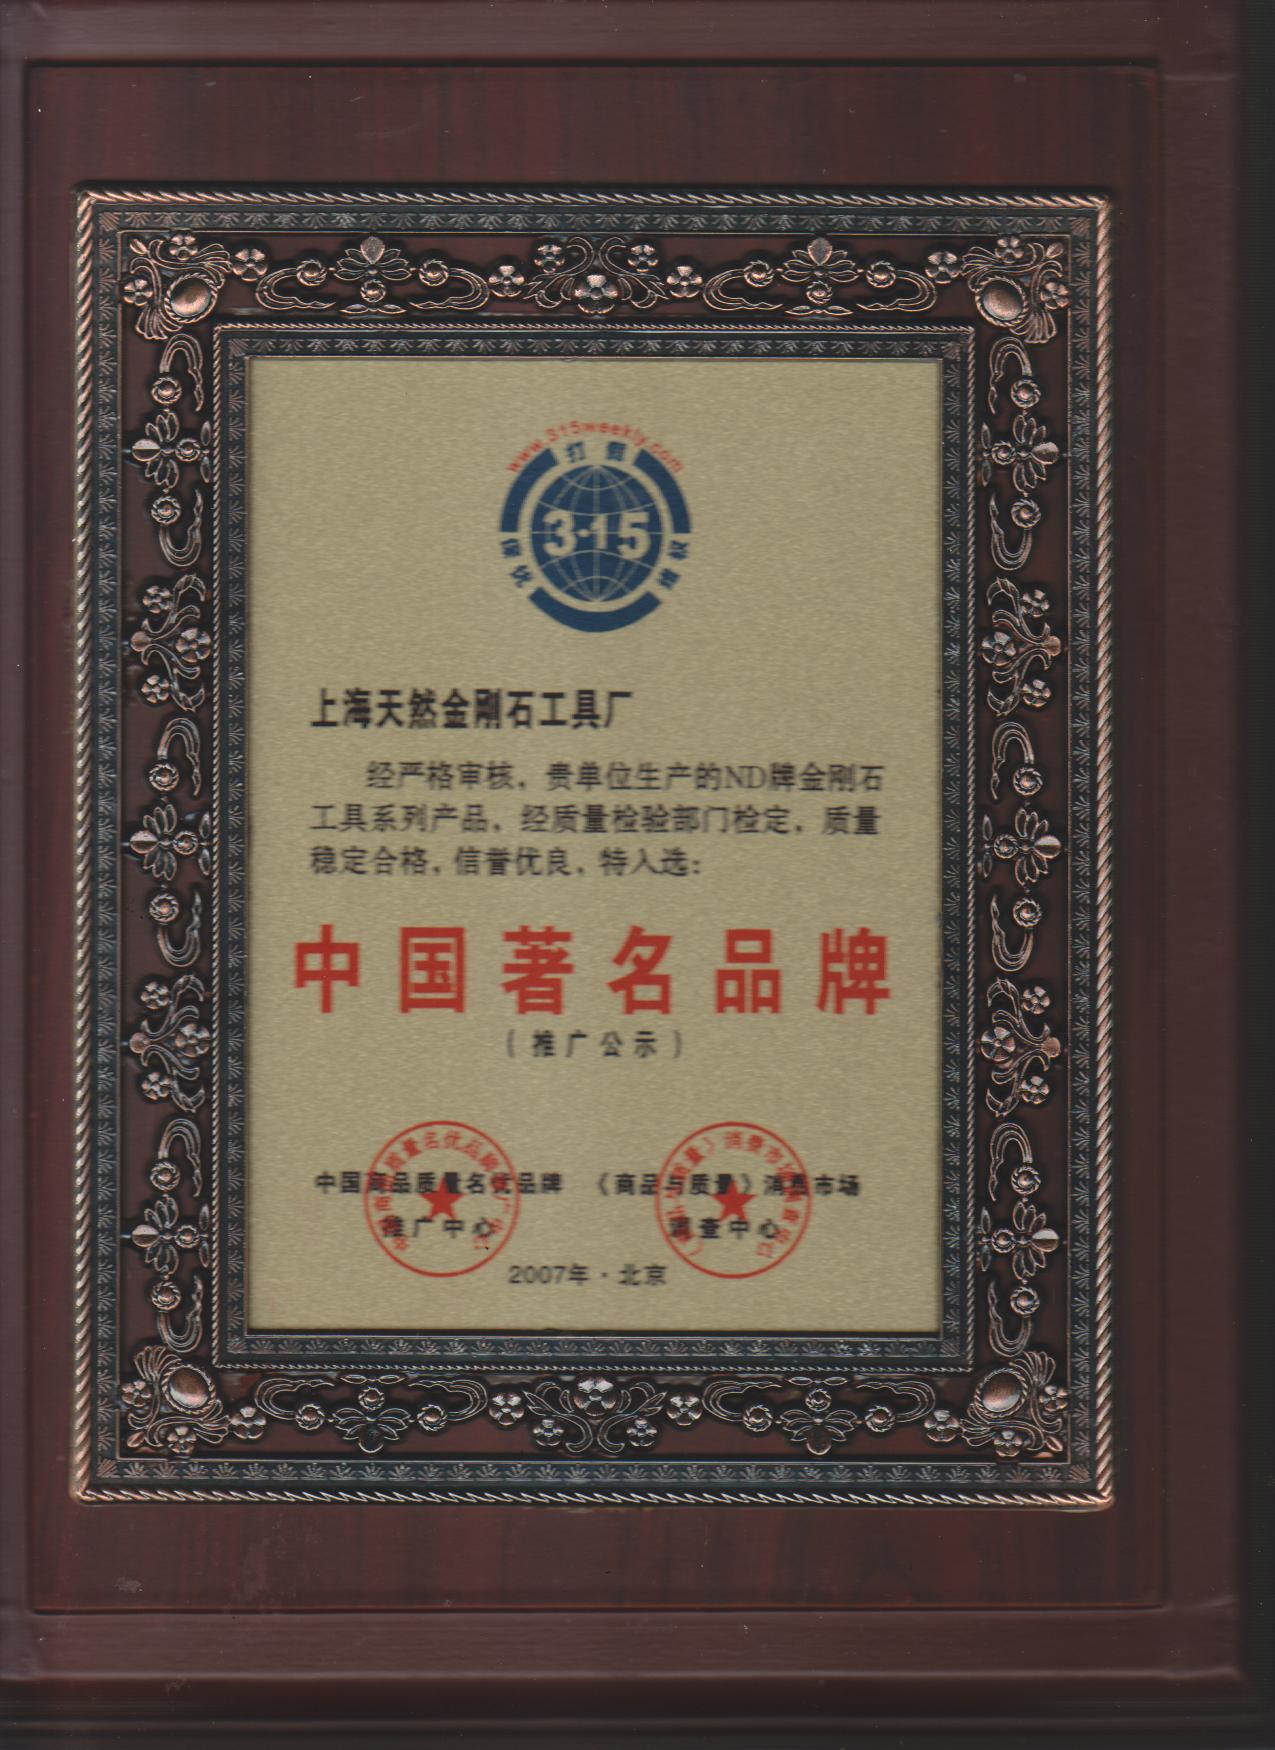 www.315weekly.com
打假
3·15
维权
上海天然金刚石工具厂
经严格审核，贵单位生产的ND牌金刚石
工具系列产品，经质量检验部门检定，质量
稳定合格，信誉优良，特入选：
中国著名品牌
（推广公示）
中国商品质量名优品牌 《商品与质量》消费市场
推广中心 调查中心
2007年·北京